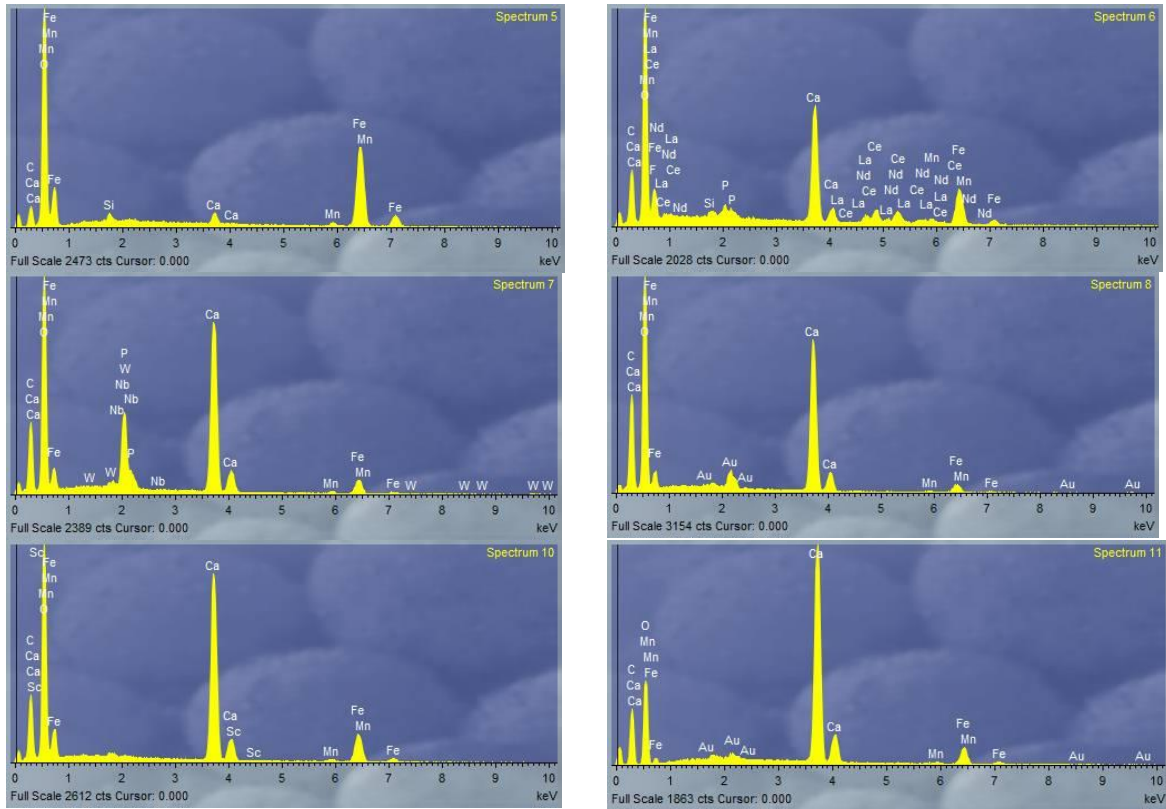 Spectrum 5
Fe
Mn
Mn
O
C
Ca
Ca
Fe
Si
Ca
Ca
Mn
Fe
Mn
Fe
0 1 2 3 4 5 6 7 8 9 10
Full Scale 2473 cts Cursor: 0.000 keV
Spectrum 6
Fe
Mn
La
Ce
Mn
O
C
Ca
Ca
Nd
Fe
F
La
Ce
La
Nd
Ce
Nd
Si
P
P
Ca
Ca
La
Ce
La
Nd
Ce
Ce
La
Ce
Nd
Nd
La
Mn
Nd
Ce
La
Nd
La
Ce
Fe
Ce
Mn
Nd
Nd
Fe
0 1 2 3 4 5 6 7 8 9 10
Full Scale 2028 cts Cursor: 0.000 keV
Spectrum 7
Fe
Mn
Mn
O
C
Ca
Ca
Fe
W
W
Nb
P
W
Nb
Nb
P
Nb
Ca
Ca
Mn
Fe
Mn
Fe
W
W
W
W
W
0 1 2 3 4 5 6 7 8 9 10
Full Scale 2389 cts Cursor: 0.000 keV
Spectrum 8
Fe
Mn
Mn
O
C
Ca
Ca
Fe
Au
Au
Au
Ca
Ca
Mn
Fe
Mn
Fe
Au
Au
0 1 2 3 4 5 6 7 8 9 10
Full Scale 3154 cts Cursor: 0.000 keV
Spectrum 10
Sc
Fe
Mn
Mn
O
C
Ca
Ca
Sc
Fe
Ca
Ca
Sc
Sc
Mn
Fe
Mn
Fe
0 1 2 3 4 5 6 7 8 9 10
Full Scale 2612 cts Cursor: 0.000 keV
Spectrum 11
O
Mn
Mn
Fe
C
Ca
Ca
Fe
Au
Au
Au
Ca
Ca
Mn
Fe
Mn
Fe
Au
Au
0 1 2 3 4 5 6 7 8 9 10
Full Scale 1863 cts Cursor: 0.000 keV